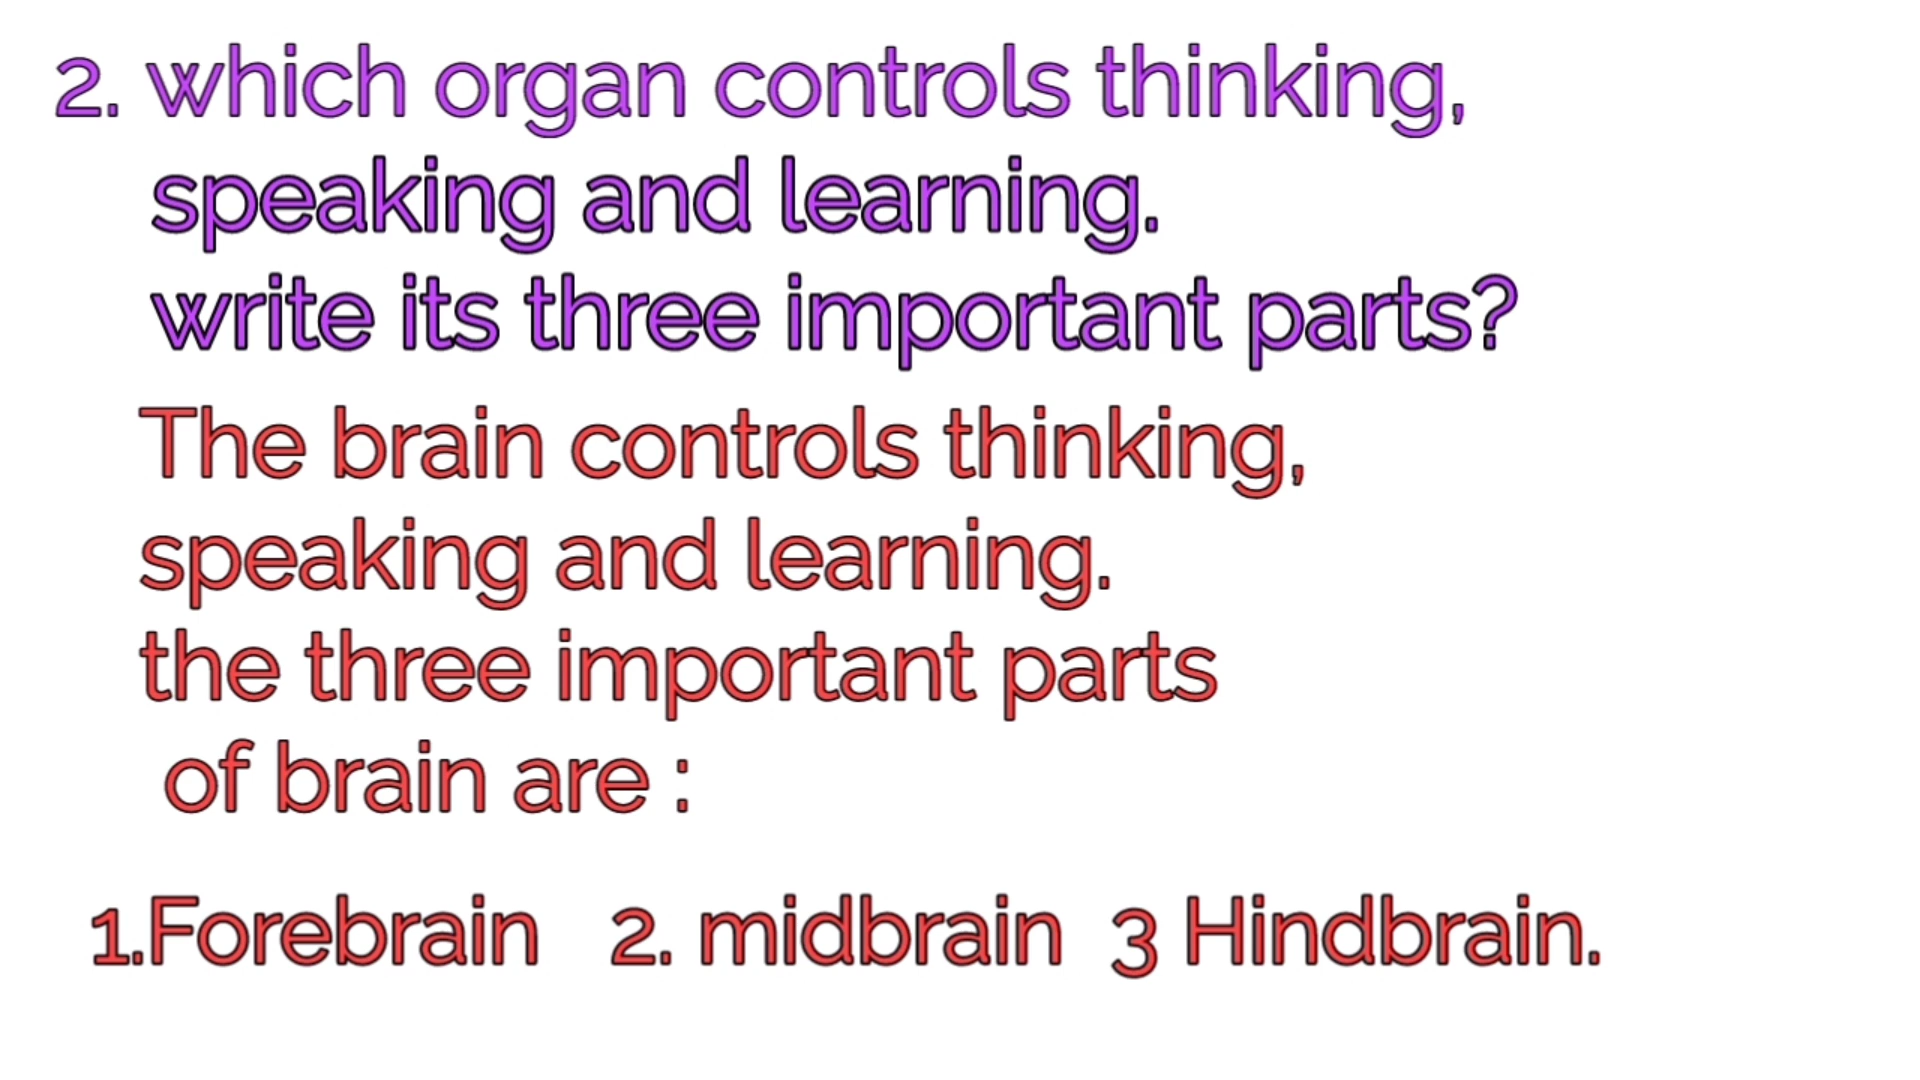 2. which organ controls thinking,
speaking and learning.
write its three important parts?
The brain controls thinking,
speaking and learning.
the three important parts
of brain are :
1.Forebrain 2. midbrain 3 Hindbrain.